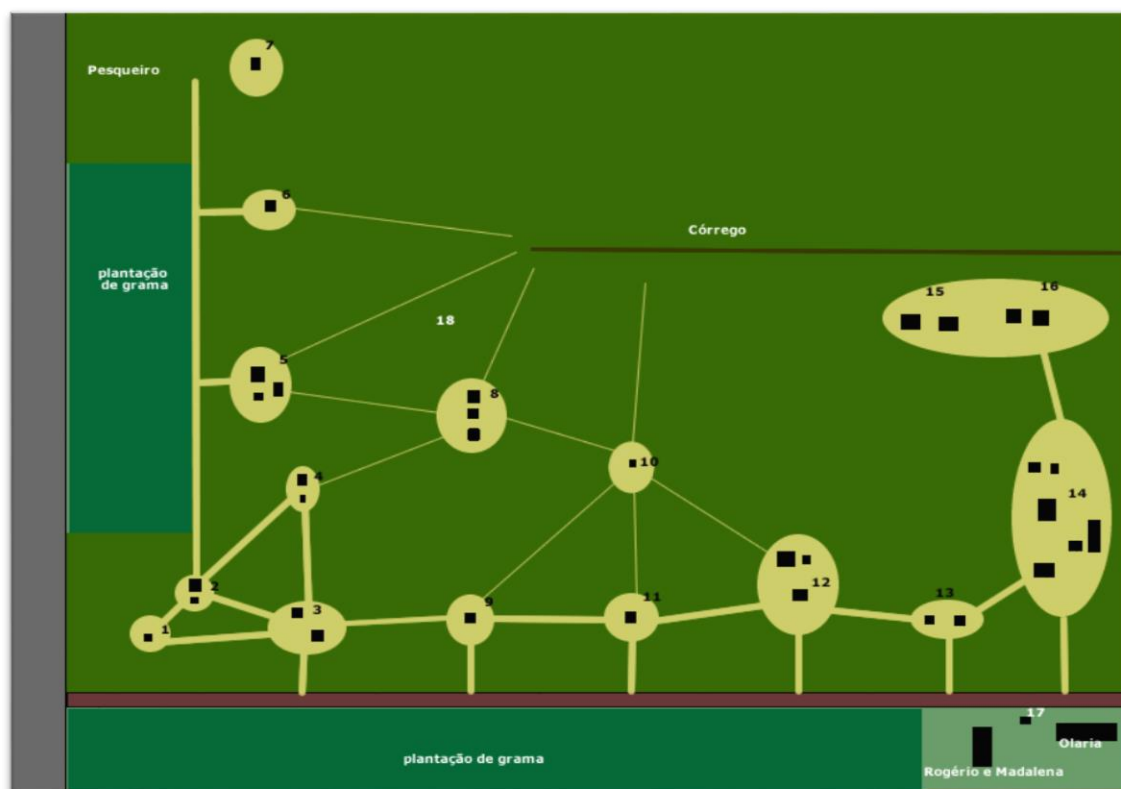 7
Pesqueiro
6
Córrego
plantação
de grama
15
16
18
5
8
10
4
14
2
12
13
11
9
3
1
17
Olaria
plantação de grama
Rogério e Madalena